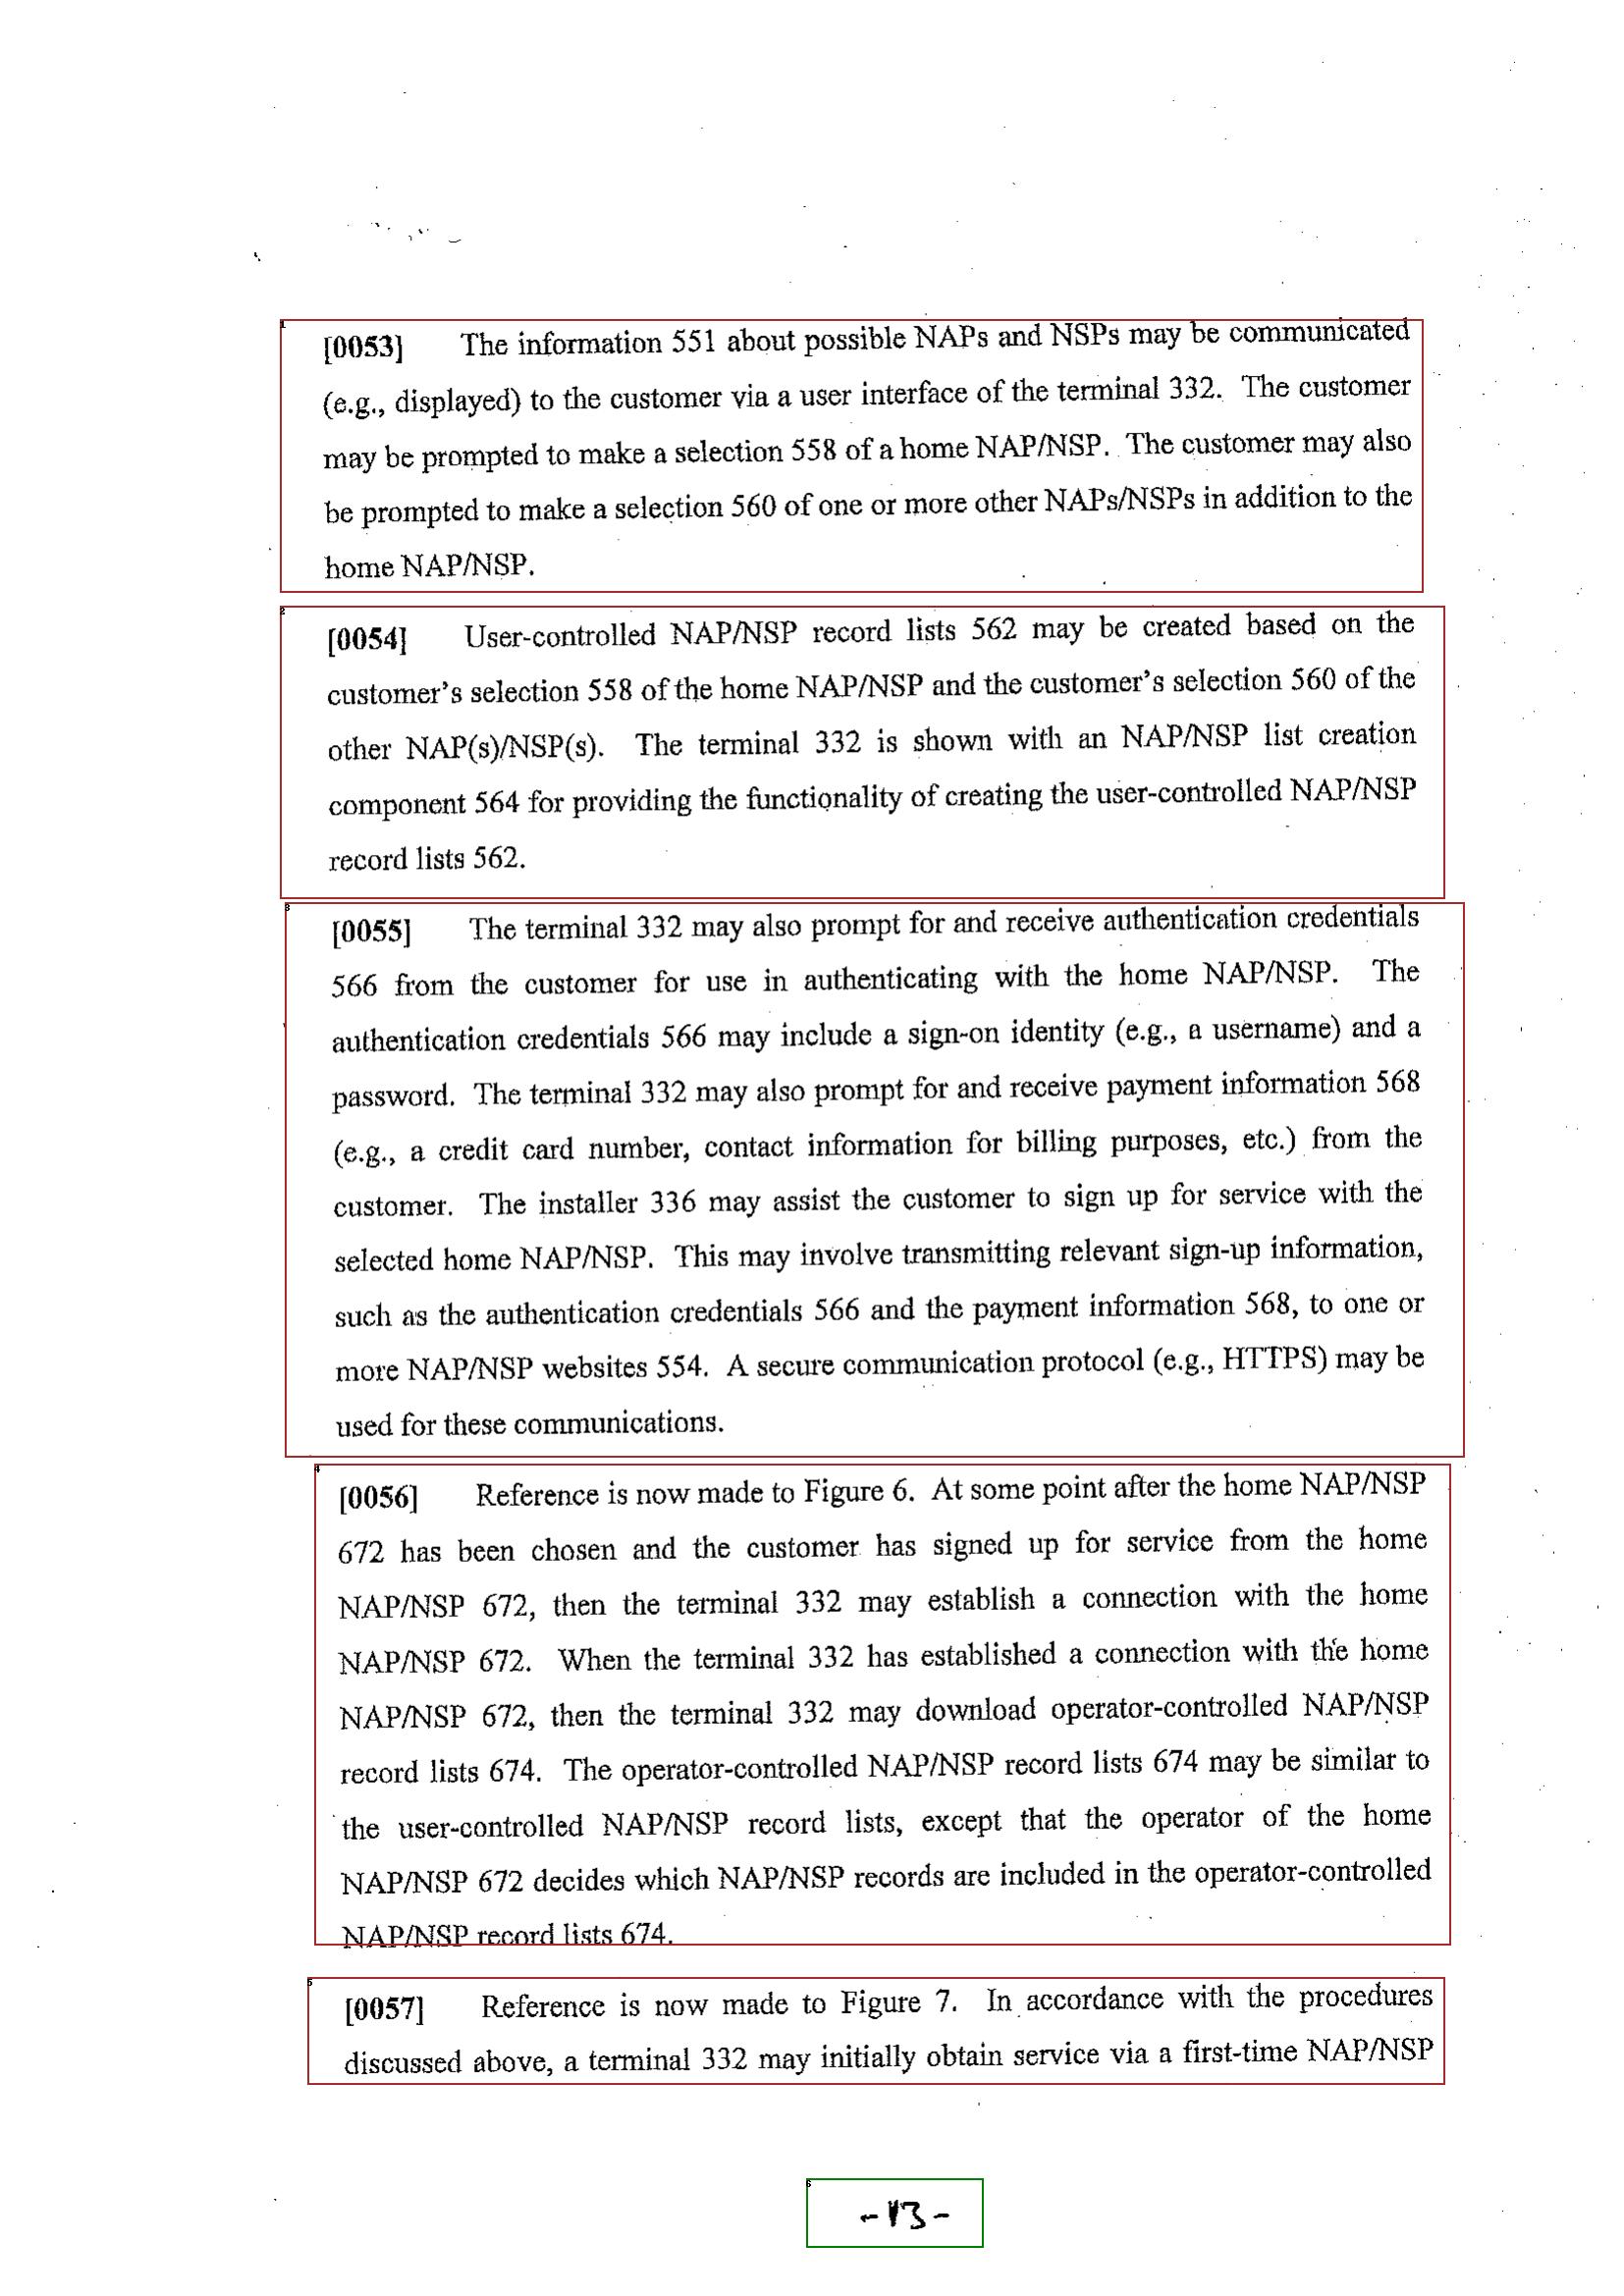 [0053] The information 551 about possible NAPs and NSPs may be communicated
(e.g., displayed) to the customer via a user interface of the terminal 332. The customer
may be prompted to make a selection 558 of a home NAP/NSP. The customer may also
be prompted to make a selection 560 of one or more other NAPs/NSPs in addition to the
home NAP/NSP.
[0054] User-controlled NAP/NSP record lists 562 may be created based on the
customer's selection 558 of the home NAP/NSP and the customer's selection 560 of the
other NAP(s)/NSP(s). The terminal 332 is shown with an NAP/NSP list creation
component 564 for providing the functionality of creating the user-controlled NAP/NSP
record lists 562.
[0055] The terminal 332 may also prompt for and receive authentication credentials
566 from the customer for use in authenticating with the home NAP/NSP. The
authentication credentials 566 may include a sign-on identity (e.g., a username) and a
password. The terminal 332 may also prompt for and receive payment information 568
(e.g., a credit card number, contact information for billing purposes, etc.) from the
customer. The installer 336 may assist the customer to sign up for service with the
selected home NAP/NSP. This may involve transmitting relevant sign-up information,
such as the authentication credentials 566 and the payment information 568, to one or
more NAP/NSP websites 554. A secure communication protocol (e.g., HTTPS) may be
used for these communications.
[0056] Reference is now made to Figure 6. At some point after the home NAP/NSP
672 has been chosen and the customer has signed up for service from the home
NAP/NSP 672, then the terminal 332 may establish a connection with the home
NAP/NSP 672. When the terminal 332 has established a connection with the home
NAP/NSP 672, then the terminal 332 may download operator-controlled NAP/NSP
record lists 674. The operator-controlled NAP/NSP record lists 674 may be similar to
the user-controlled NAP/NSP record lists, except that the operator of the home
NAP/NSP 672 decides which NAP/NSP records are included in the operator-controlled
NAP/NSP record lists 674.
[0057] Reference is now made to Figure 7. In accordance with the procedures
discussed above, a terminal 332 may initially obtain service via a first-time NAP/NSP
-13-